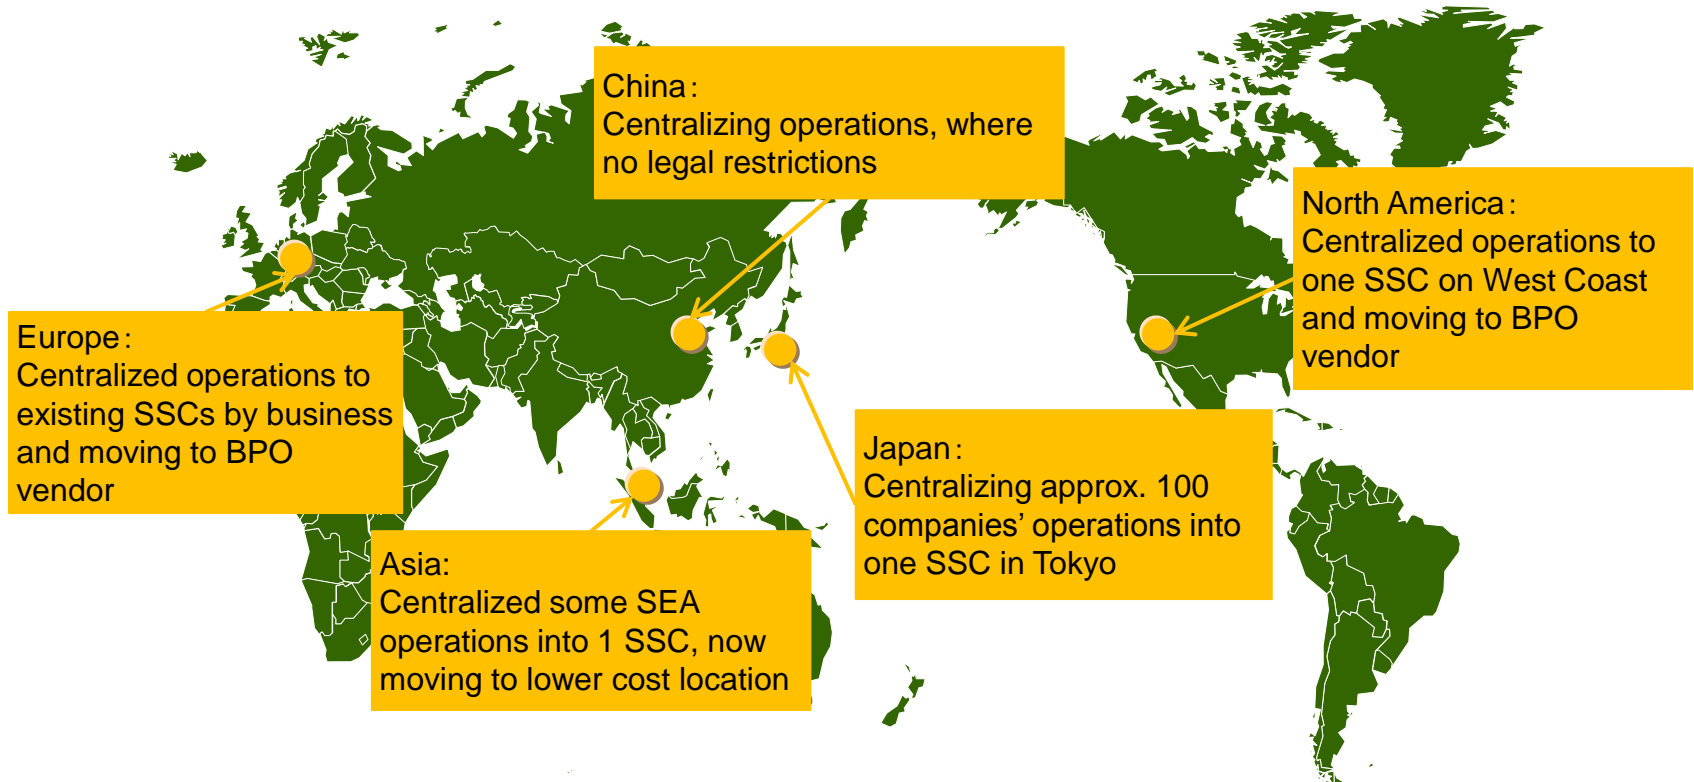 China：
Centralizing operations, where
no legal restrictions
North America：
Centralized operations to
one SSC on West Coast
and moving to BPO
vendor
Europe：
Centralized operations to
existing SSCs by business
and moving to BPO
vendor
Japan：
Centralizing approx. 100
companies’ operations into
one SSC in Tokyo
Asia:
Centralized some SEA
operations into 1 SSC, now
moving to lower cost location